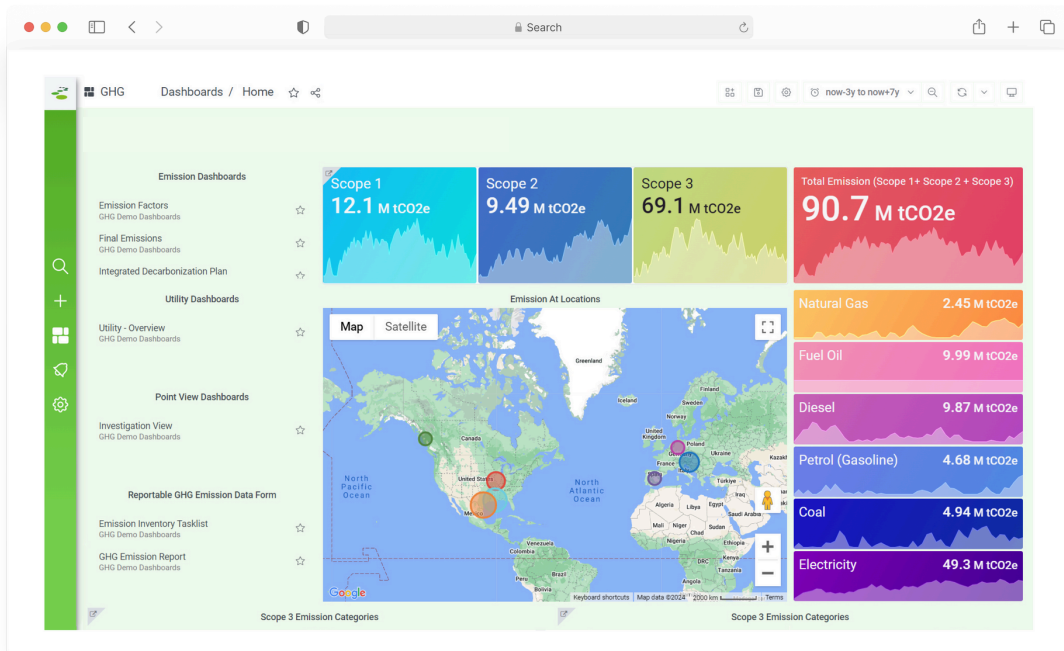 Search
GHG
Dashboards / Home
now-3y to now+7y
Emission Dashboards
Emission Factors
GHG Demo Dashboards
Final Emissions
GHG Demo Dashboards
Integrated Decarbonization Plan
Utility Dashboards
Utility - Overview
GHG Demo Dashboards
Point View Dashboards
Investigation View
GHG Demo Dashboards
Reportable GHG Emission Data Form
Emission Inventory Tasklist
GHG Demo Dashboards
GHG Emission Report
GHG Demo Dashboards
Scope 1
12.1 M tCO2e
Scope 2
9.49 M tCO2e
Scope 3
69.1 M tCO2e
Total Emission (Scope 1+ Scope 2 + Scope 3)
90.7 M tCO2e
Emission At Locations
Map Satellite
Greenland
Iceland
Finland
Sweden
Norway
United Kingdom
Poland
Ukraine
France
Kazakh
Türkiye
Canada
United States
Mexico
North Pacific Ocean
North Atlantic Ocean
Iraq
Algeria
Libya
Egypt
Saudi Arabia
Mali
Niger
Chad
Sudan
Nigeria
Ethiopia
Venezuela
Colombia
DRC
Kenya
Tanzania
Brazil
Peru
Bolivia
Angola
Google
Keyboard shortcuts
Map data ©2024
2000 km
Terms
Natural Gas 2.45 M tCO2e
Fuel Oil 9.99 M tCO2e
Diesel 9.87 M tCO2e
Petrol (Gasoline) 4.68 M tCO2e
Coal 4.94 M tCO2e
Electricity 49.3 M tCO2e
Scope 3 Emission Categories
Scope 3 Emission Categories